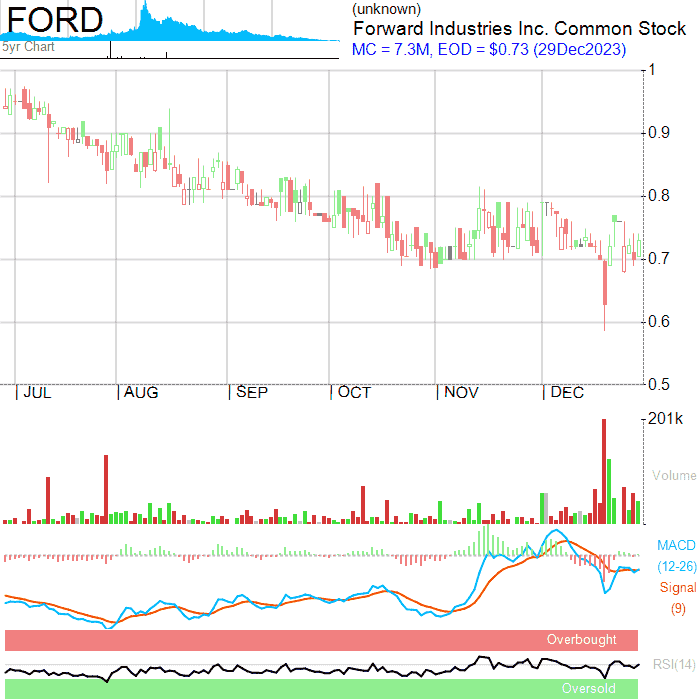 FORD
5yr Chart
(unknown)
Forward Industries Inc. Common Stock
MC = 7.3M, EOD = $0.73 (29Dec2023)
1
0.9
0.8
0.7
0.6
0.5
JUL AUG SEP OCT NOV DEC
201k
Volume
MACD
(12-26)
Signal
(9)
Overbought
RSI(14)
Oversold